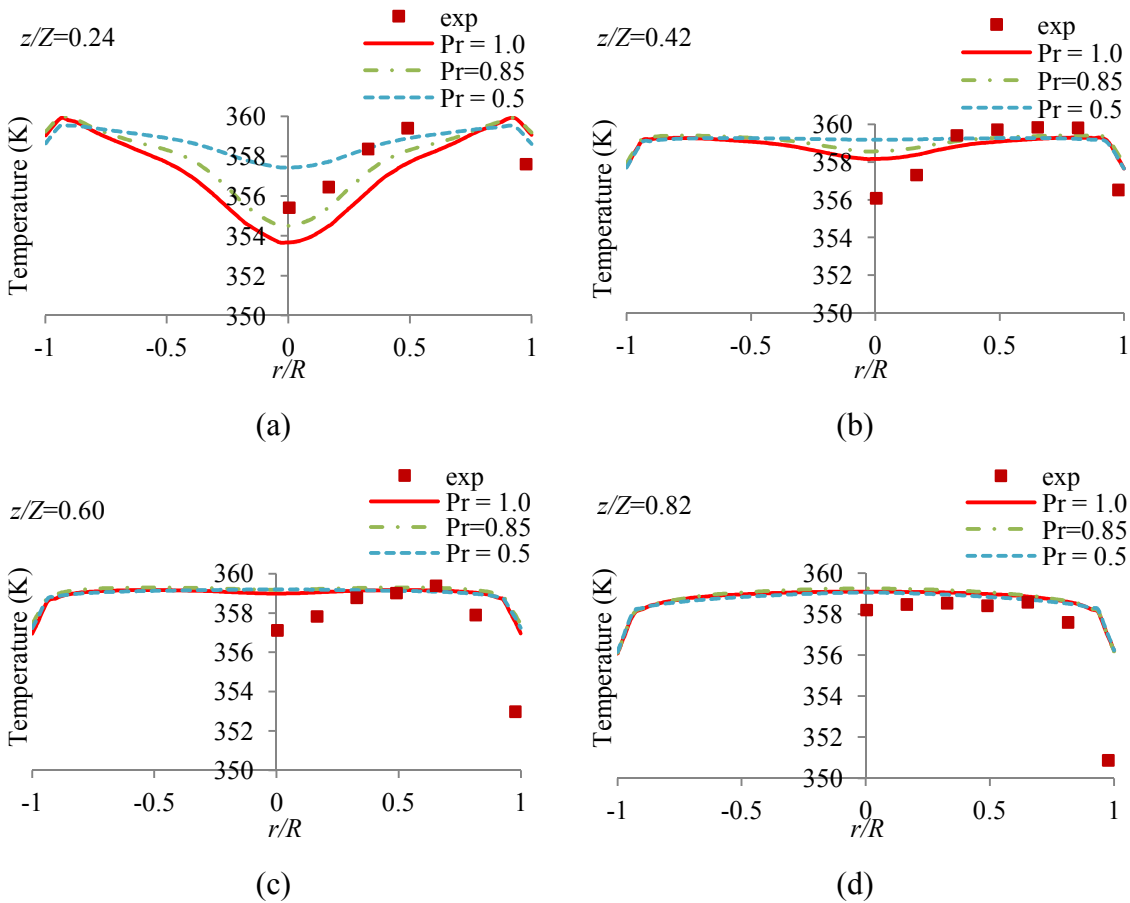 z/Z=0.24
exp
Pr = 1.0
Pr=0.85
Pr = 0.5
Temperature (K)
360
358
356
354
352
350
-1
-0.5
0
0.5
1
r/R
(a)
z/Z=0.42
exp
Pr = 1.0
Pr=0.85
Pr = 0.5
Temperature (K)
360
358
356
354
352
350
-1
-0.5
0
0.5
1
r/R
(b)
z/Z=0.60
exp
Pr = 1.0
Pr=0.85
Pr = 0.5
Temperature (K)
360
358
356
354
352
350
-1
-0.5
0
0.5
1
r/R
(c)
z/Z=0.82
exp
Pr = 1.0
Pr=0.85
Pr = 0.5
Temperature (K)
360
358
356
354
352
350
-1
-0.5
0
0.5
1
r/R
(d)